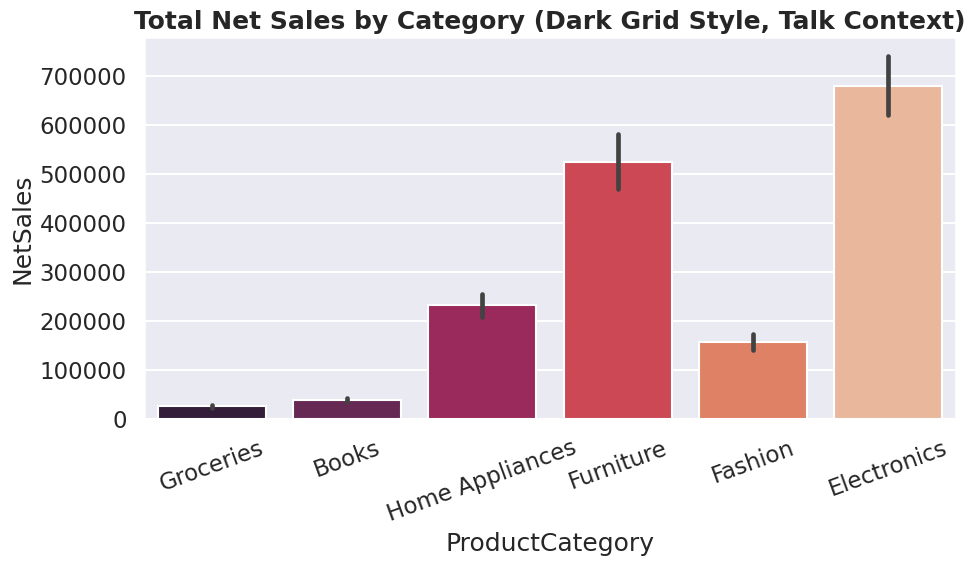 Total Net Sales by Category (Dark Grid Style, Talk Context)
700000
600000
500000
400000
300000
200000
100000
0
NetSales
Groceries
Books
Home Appliances
Furniture
Fashion
Electronics
ProductCategory